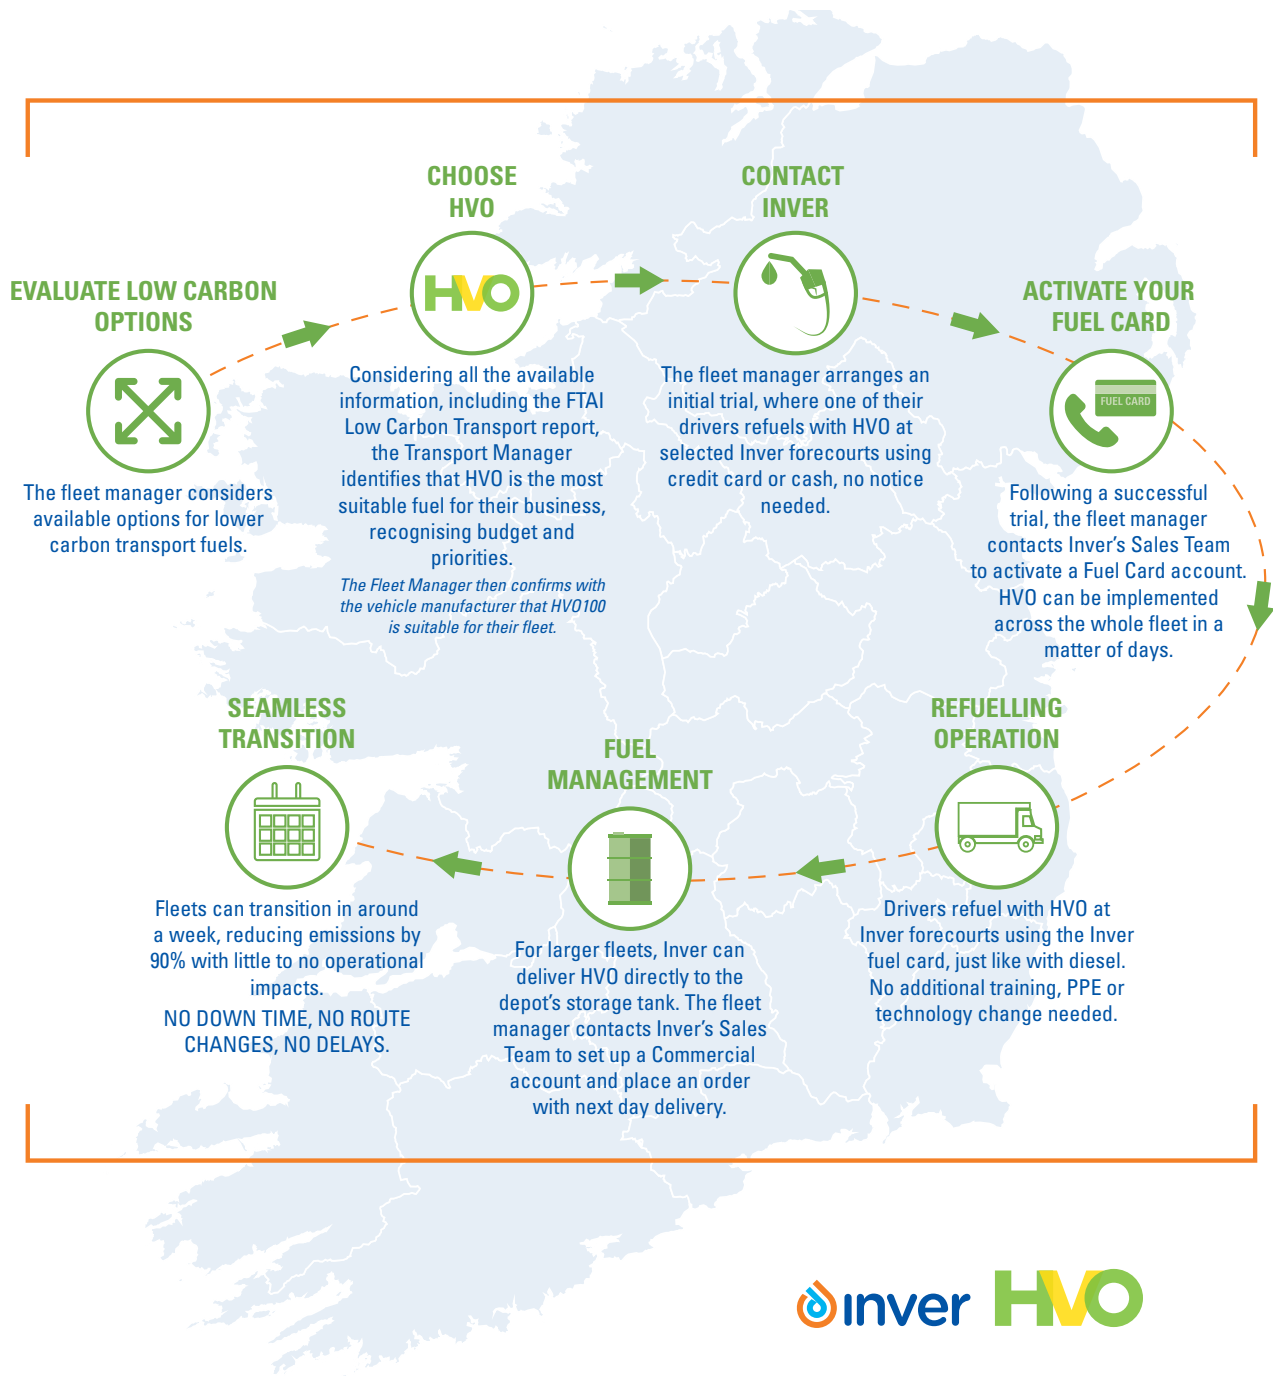 EVALUATE LOW CARBON
OPTIONS
The fleet manager considers
available options for lower
carbon transport fuels.
CHOOSE
HVO
HVO
Considering all the available
information, including the FTAI
Low Carbon Transport report,
the Transport Manager
identifies that HVO is the most
suitable fuel for their business,
recognising budget and
priorities.
The Fleet Manager then confirms with
the vehicle manufacturer that HVO100
is suitable for their fleet.
CONTACT
INVER
The fleet manager arranges an
initial trial, where one of their
drivers refuels with HVO at
selected Inver forecourts using
credit card or cash, no notice
needed.
ACTIVATE YOUR
FUEL CARD
FUEL CARD
Following a successful
trial, the fleet manager
contacts Inver’s Sales Team
to activate a Fuel Card account.
HVO can be implemented
across the whole fleet in a
matter of days.
REFUELLING
OPERATION
Drivers refuel with HVO at
Inver forecourts using the Inver
fuel card, just like with diesel.
No additional training, PPE or
technology change needed.
FUEL
MANAGEMENT
For larger fleets, Inver can
deliver HVO directly to the
depot’s storage tank. The fleet
manager contacts Inver’s Sales
Team to set up a Commercial
account and place an order
with next day delivery.
SEAMLESS
TRANSITION
Fleets can transition in around
a week, reducing emissions by
90% with little to no operational
impacts.
NO DOWN TIME, NO ROUTE
CHANGES, NO DELAYS.
inver HVO